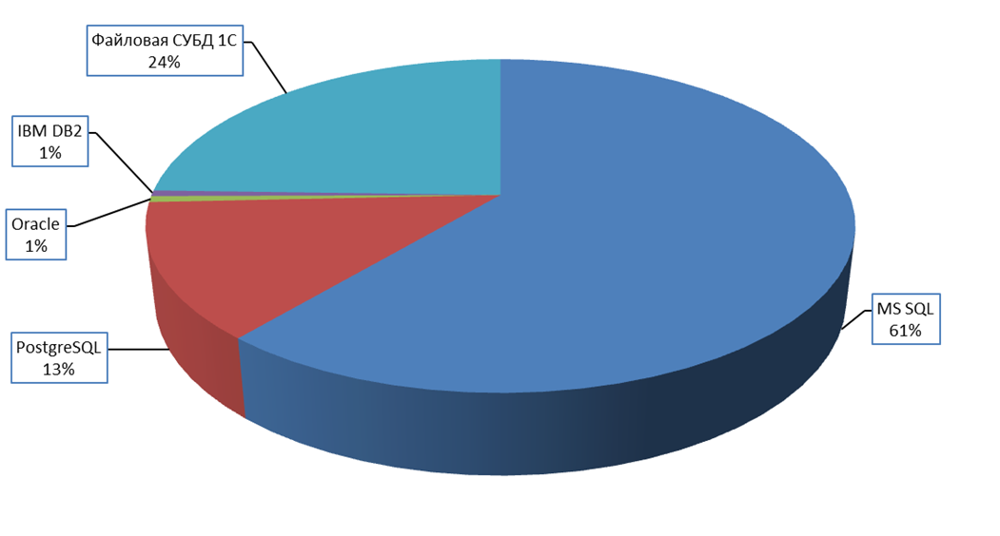 Файловая СУБД 1С
24%
IBM DB2
1%
Oracle
1%
PostgreSQL
13%
MS SQL
61%